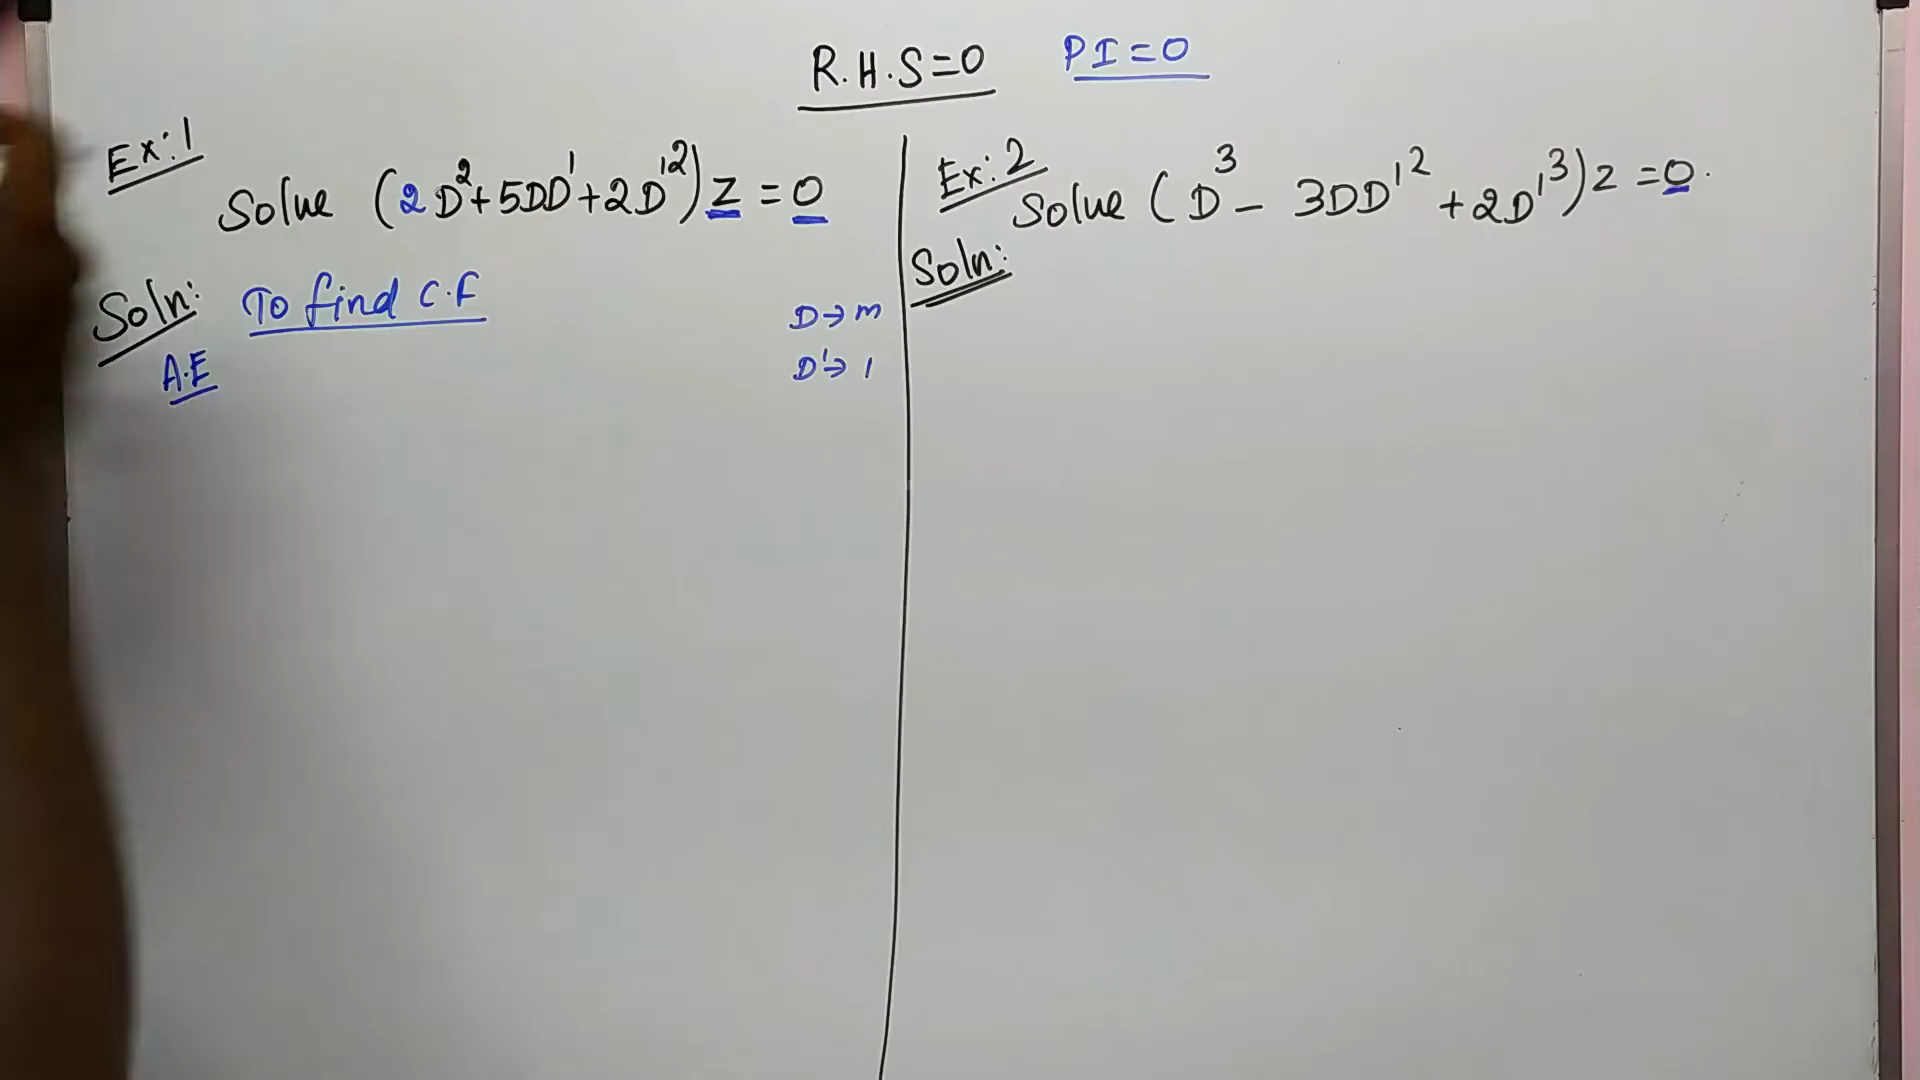 R.H.S=0 PI=0
Ex:1
Solve (2D²+5DD'+2D'²)z=0
Soln: To find C.F
D→m
A.E
D'→1
Ex:2
Solve (D³- 3DD'²+2D'³)z=0.
Soln: